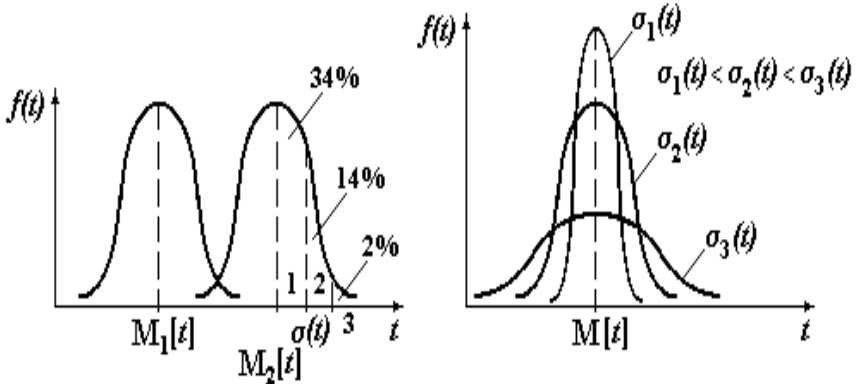 f(t)
34%
14%
2%
1 2
3
M₁[t]
σ(t)
t
M₂[t]
f(t)
σ₁(t)
σ₁(t) < σ₂(t) < σ₃(t)
σ₂(t)
σ₃(t)
M[t]
t